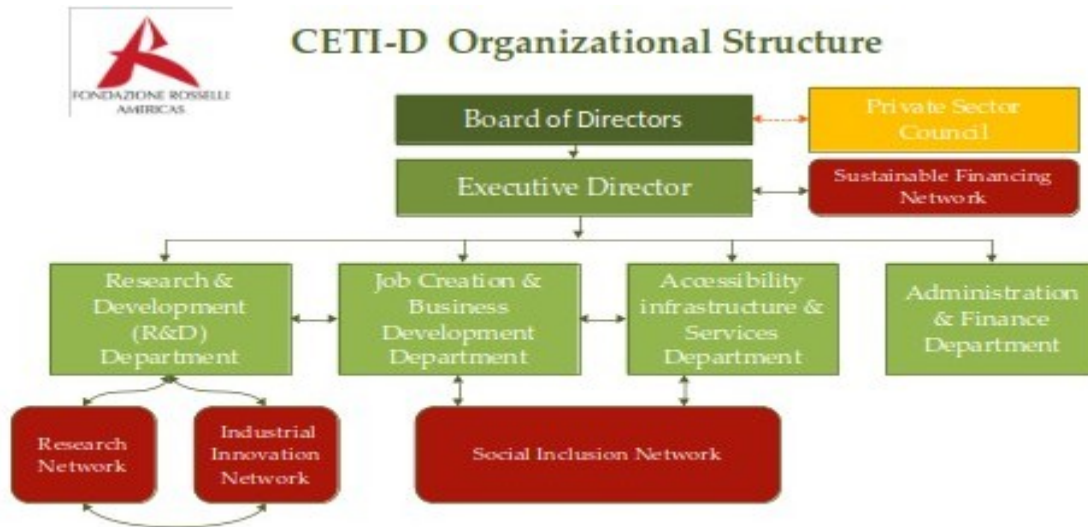 FONDAZIONE ROSSELLI
AMERICAS
CETI-D Organizational Structure
Board of Directors
Private Sector
Council
Executive Director
Sustainable Financing
Network
Research &
Development
(R&D)
Department
Job Creation &
Business
Development
Department
Accessibility
infrastructure &
Services
Department
Administration
& Finance
Department
Research
Network
Industrial
Innovation
Network
Social Inclusion Network